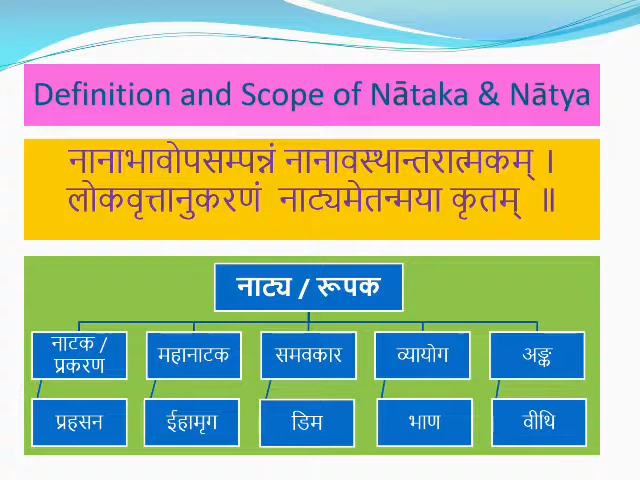 Definition and Scope of Nātaka & Nātya
नानाभावोपसम्पन्नं नानावस्थान्तरात्मकम् ।
लोकवृत्तानुकरणं नाट्यमेतन्मया कृतम् ॥
नाट्य / रूपक
नाटक /
प्रकरण
महानाटक
समवकार
व्यायोग
अङ्क
प्रहसन
ईहामृग
डिम
भाण
वीथि